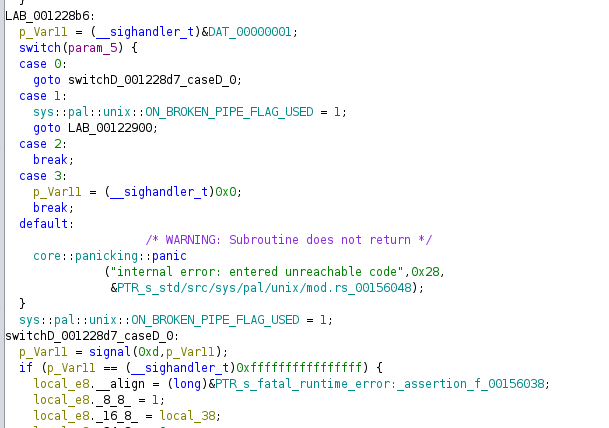 }
LAB_001228b6:
p_Var11 = (__sighandler_t)&DAT_00000001;
switch(param_5) {
case 0:
goto switchD_001228d7_caseD_0;
case 1:
sys::pal::unix::ON_BROKEN_PIPE_FLAG_USED = 1;
goto LAB_00122900;
case 2:
break;
case 3:
p_Var11 = (__sighandler_t)0x0;
break;
default:
/* WARNING: Subroutine does not return */
core::panicking::panic
("internal error: entered unreachable code",0x28,
&PTR_s_std/src/sys/pal/unix/mod.rs_00156048);
}
sys::pal::unix::ON_BROKEN_PIPE_FLAG_USED = 1;
switchD_001228d7_caseD_0:
p_Var11 = signal(0xd,p_Var11);
if (p_Var11 == (__sighandler_t)0xffffffffffffffff) {
local_e8.__align = (long)&PTR_s_fatal_runtime_error:_assertion_f_00156038;
local_e8._8_8_ = 1;
local_e8._16_8_ = local_38;